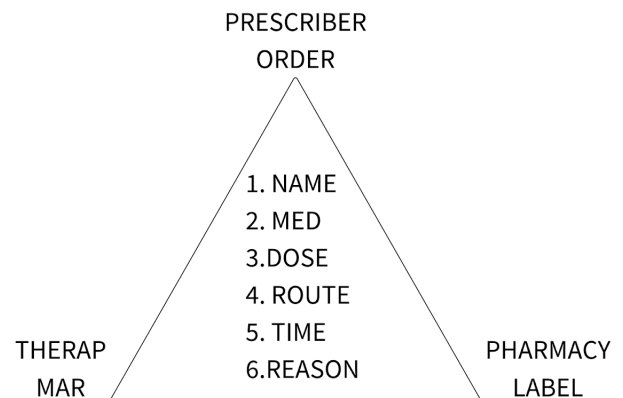 PRESCRIBER
ORDER
1. NAME
2. MED
3.DOSE
4. ROUTE
5. TIME
6.REASON
THERAP
MAR
PHARMACY
LABEL